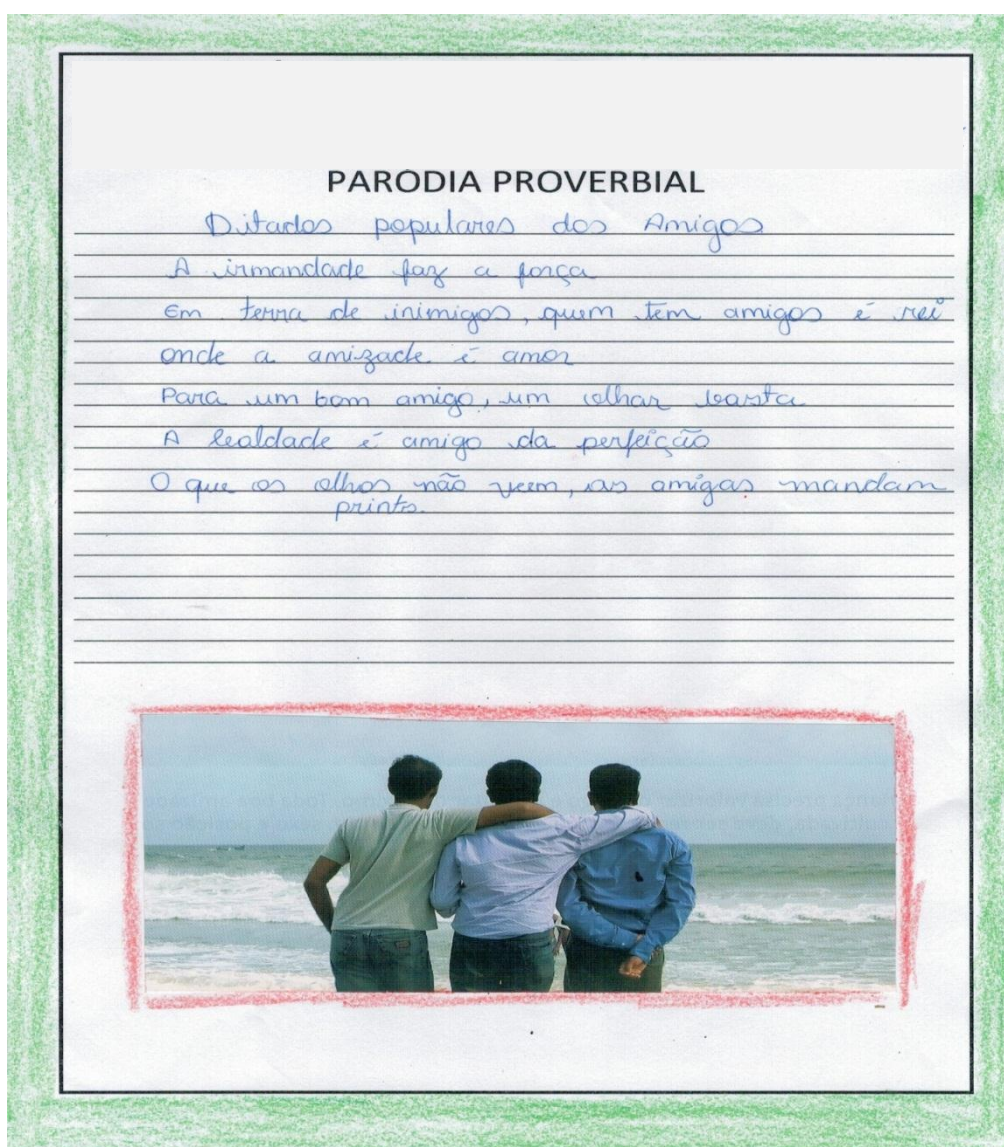 PARODIA PROVERBIAL
Ditados populares dos Amigos
A irmandade faz a força
Em terra de inimigos, quem tem amigos é rei
onde a amizade é amor
Para um bom amigo, um olhar basta
A lealdade é amigo da perfeição
O que os olhos não veem, as amigas mandam
prints.